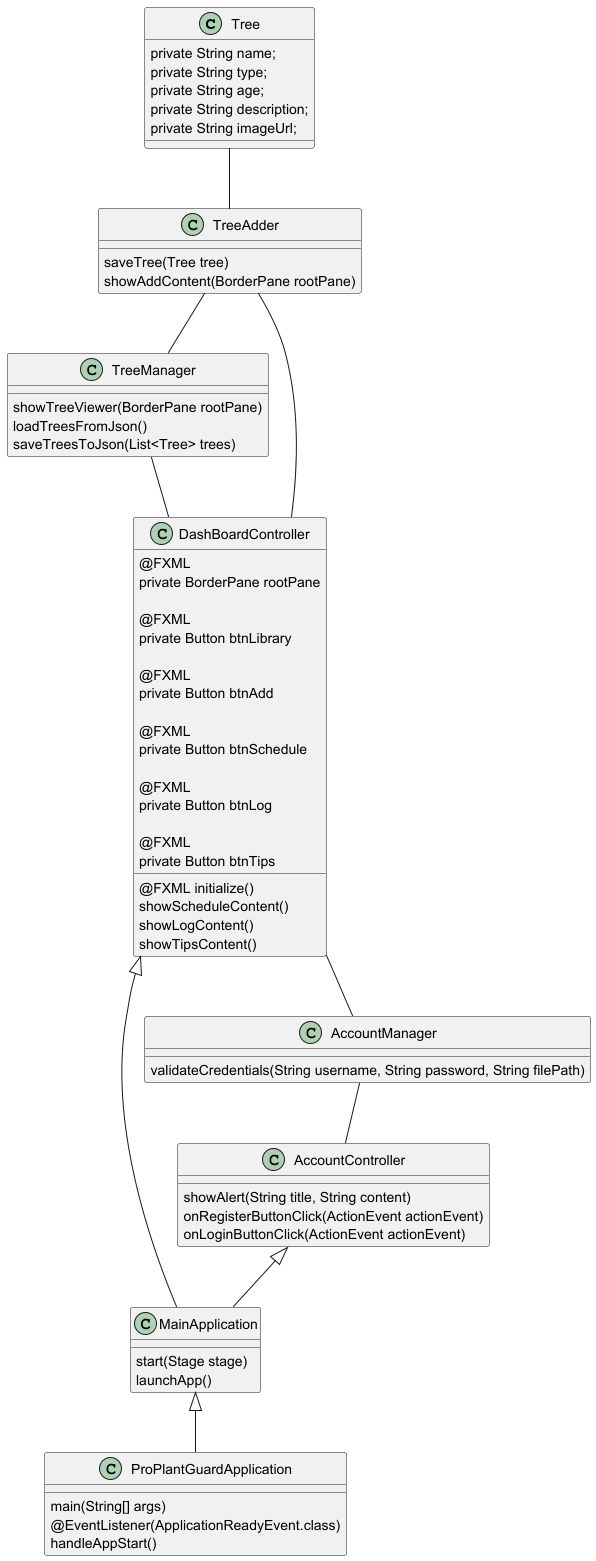 C Tree
private String name;
private String type;
private String age;
private String description;
private String imageUrl;
C TreeAdder
saveTree(Tree tree)
showAddContent(BorderPane rootPane)
C TreeManager
showTreeViewer(BorderPane rootPane)
loadTreesFromJson()
saveTreesToJson(List<Tree> trees)
C DashBoardController
@FXML
private BorderPane rootPane
@FXML
private Button btnLibrary
@FXML
private Button btnAdd
@FXML
private Button btnSchedule
@FXML
private Button btnLog
@FXML
private Button btnTips
@FXML initialize()
showScheduleContent()
showLogContent()
showTipsContent()
C AccountManager
validateCredentials(String username, String password, String filePath)
C AccountController
showAlert(String title, String content)
onRegisterButtonClick(ActionEvent actionEvent)
onLoginButtonClick(ActionEvent actionEvent)
C MainApplication
start(Stage stage)
launchApp()
C ProPlantGuardApplication
main(String[] args)
@EventListener(ApplicationReadyEvent.class)
handleAppStart()